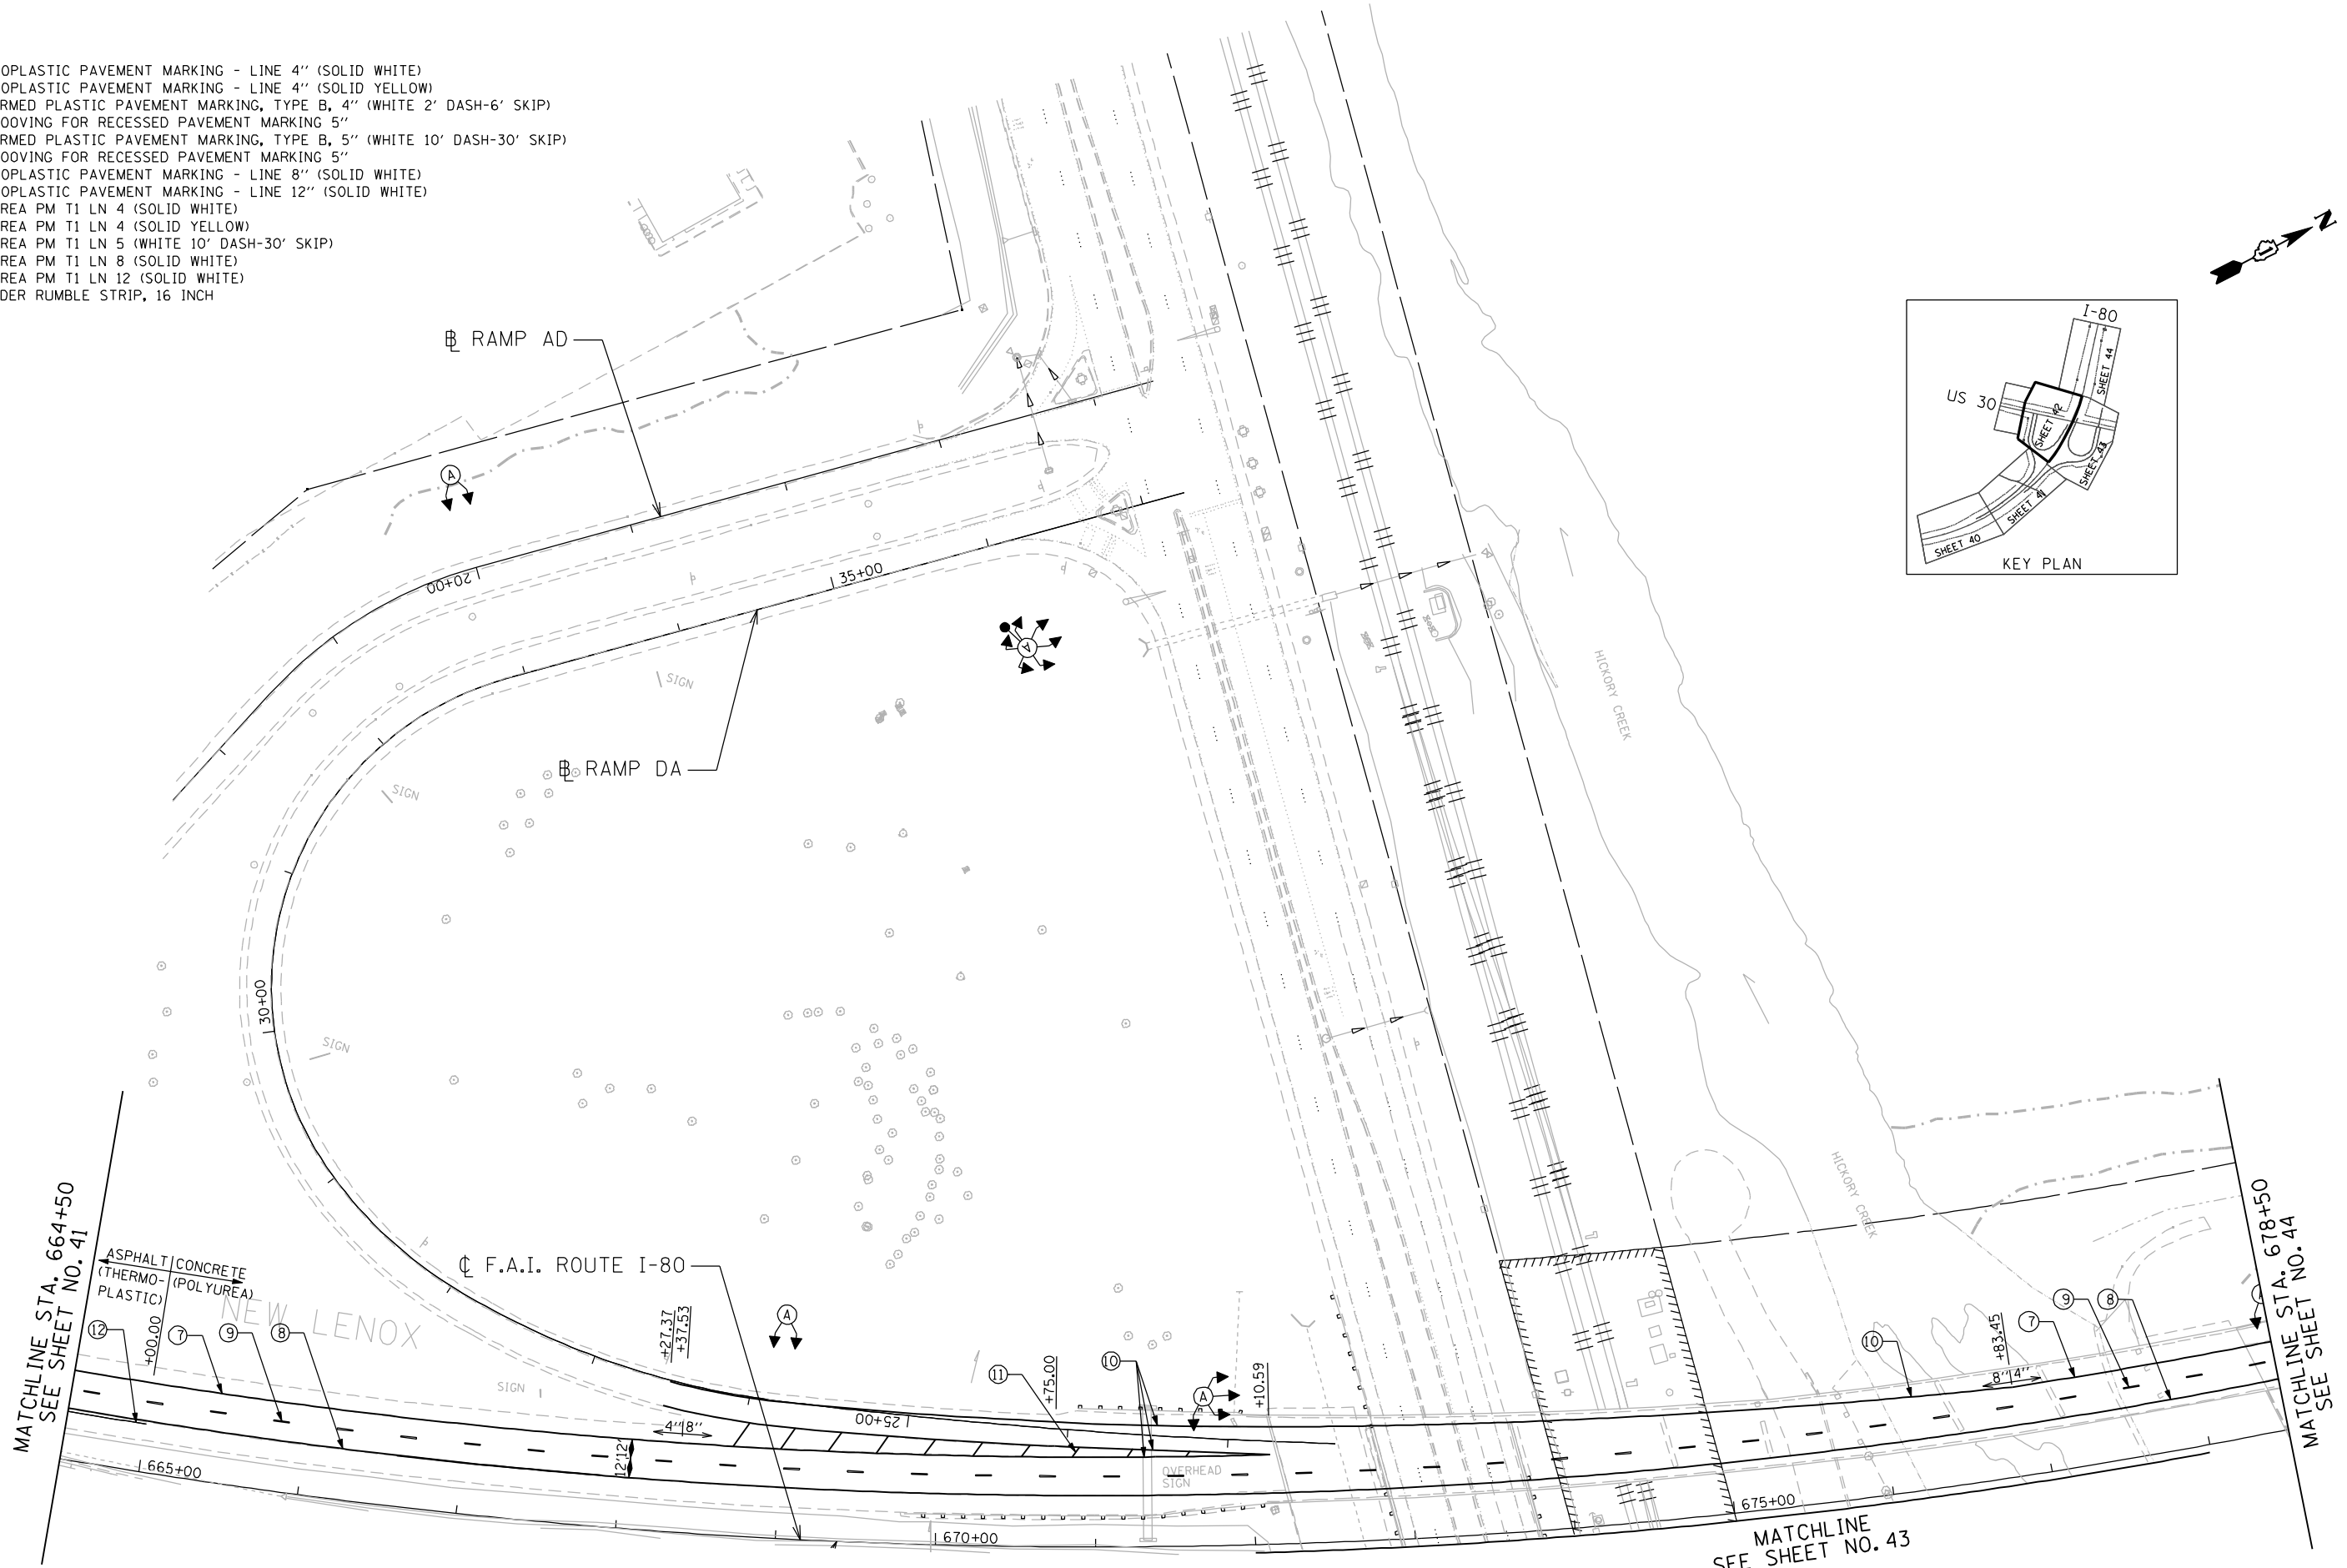 OPLASTIC PAVEMENT MARKING - LINE 4'' (SOLID WHITE)
OPLASTIC PAVEMENT MARKING - LINE 4'' (SOLID YELLOW)
RMED PLASTIC PAVEMENT MARKING, TYPE B, 4'' (WHITE 2' DASH-6' SKIP)
OOVING FOR RECESSED PAVEMENT MARKING 5''
RMED PLASTIC PAVEMENT MARKING, TYPE B, 5'' (WHITE 10' DASH-30' SKIP)
OOVING FOR RECESSED PAVEMENT MARKING 5''
OPLASTIC PAVEMENT MARKING - LINE 8'' (SOLID WHITE)
OPLASTIC PAVEMENT MARKING - LINE 12'' (SOLID WHITE)
REA PM T1 LN 4 (SOLID WHITE)
REA PM T1 LN 4 (SOLID YELLOW)
REA PM T1 LN 5 (WHITE 10' DASH-30' SKIP)
REA PM T1 LN 8 (SOLID WHITE)
REA PM T1 LN 12 (SOLID WHITE)
DER RUMBLE STRIP, 16 INCH
N
I-80
US 30
SHEET 44
SHEET 42
SHEET 43
SHEET 41
SHEET 40
KEY PLAN
BL RAMP AD
A
20+00
35+00
A
SIGN
BL RAMP DA
SIGN
HICKORY CREEK
30+00
SIGN
HICKORY CREEK
MATCHLINE STA. 664+50
SEE SHEET NO. 41
ASPHALT
CONCRETE
(THERMO-
PLASTIC)
(POLYUREA)
+00.00
NEW LENOX
12
7
9
8
SIGN
CL F.A.I. ROUTE I-80
+27.37
+37.53
A
4''
8''
12'
12'
25+00
11
+75.00
10
A
+10.59
OVERHEAD
SIGN
665+00
670+00
675+00
10
+83.45
8''
4''
7
9
8
MATCHLINE STA. 678+50
SEE SHEET NO. 44
MATCHLINE
SEE SHEET NO. 43